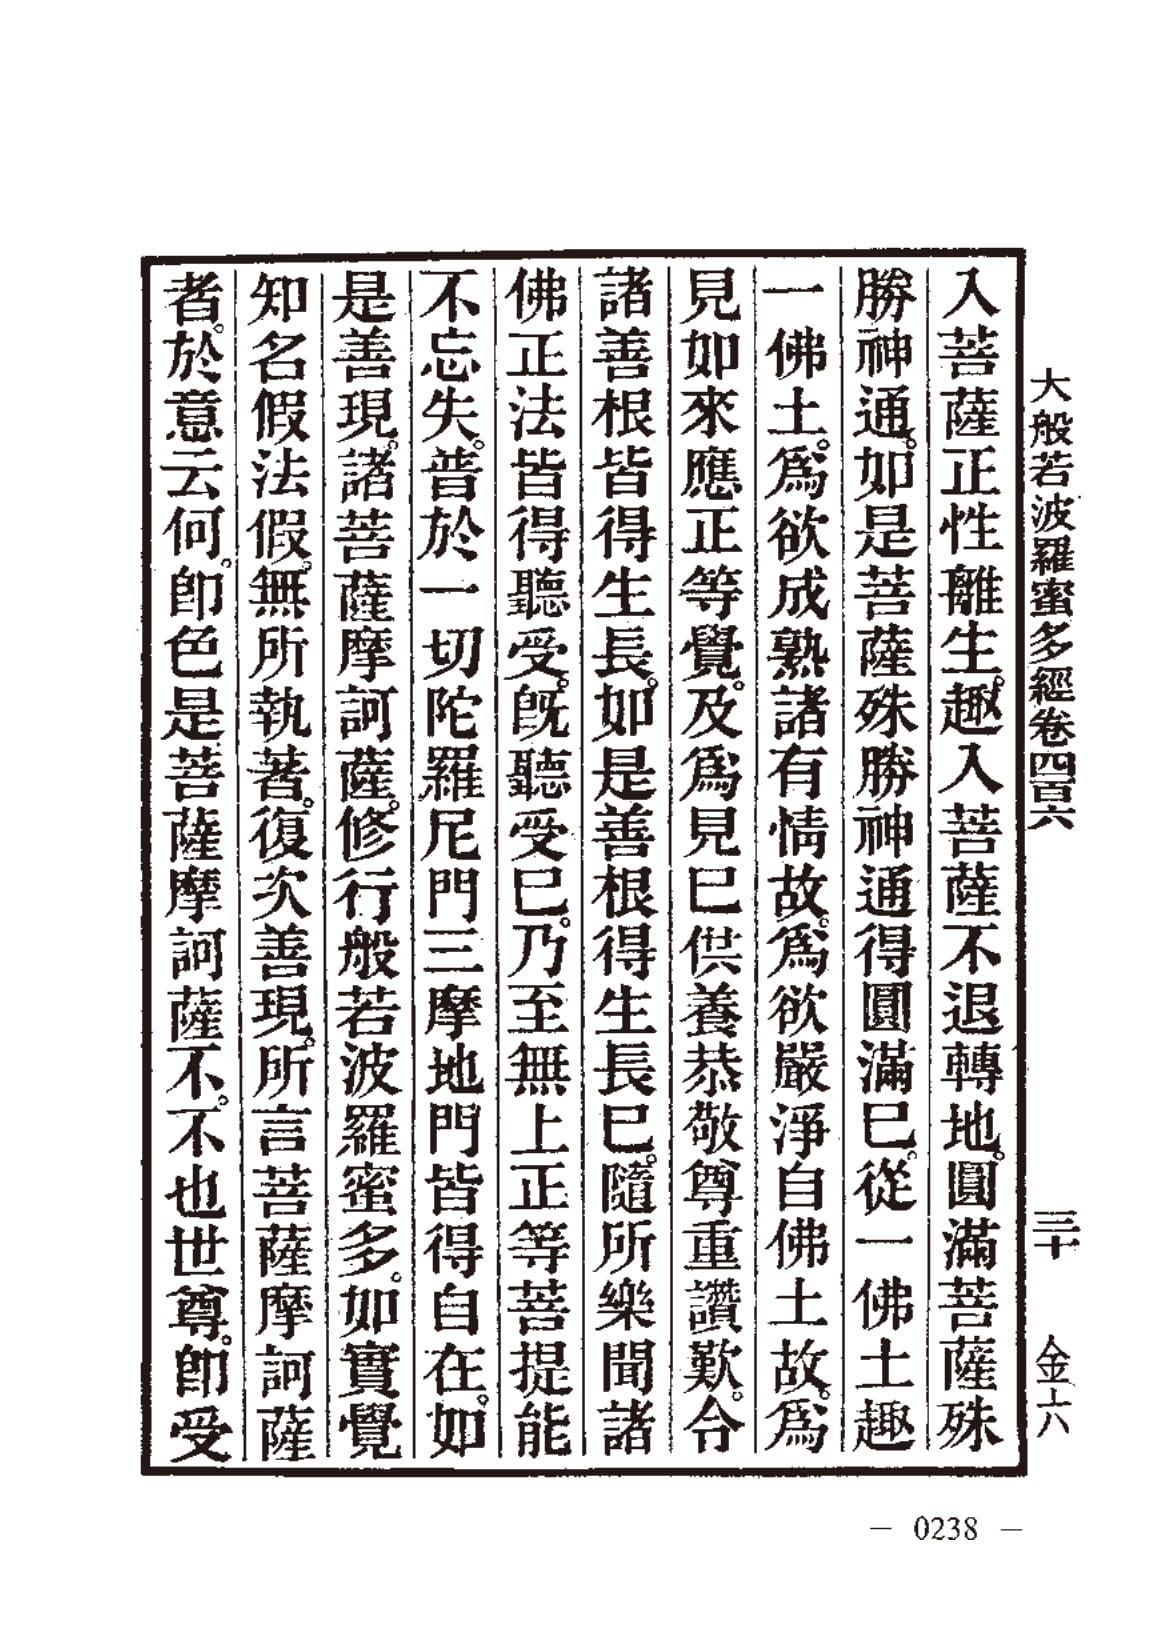 大般若波羅蜜多經卷四百六 三十 金六
入菩薩正性離生。趣入菩薩不退轉地。圓滿菩薩殊
勝神通。如是菩薩殊勝神通得圓滿已。從一佛土趣
一佛土。爲欲成熟諸有情故。爲欲嚴淨自佛土故。爲
見如來應正等覺。及爲見已供養恭敬尊重讚歎。令
諸善根皆得生長。如是善根得生長已。隨所樂聞諸
佛正法皆得聽受。旣聽受已。乃至無上正等菩提能
不忘失。普於一切陀羅尼門三摩地門皆得自在。如
是善現。諸菩薩摩訶薩。修行般若波羅蜜多。如實覺
知名假法假。無所執著。復次善現。所言菩薩摩訶薩
者。於意云何。卽色是菩薩摩訶薩不。不也世尊。卽受
— 0238 —